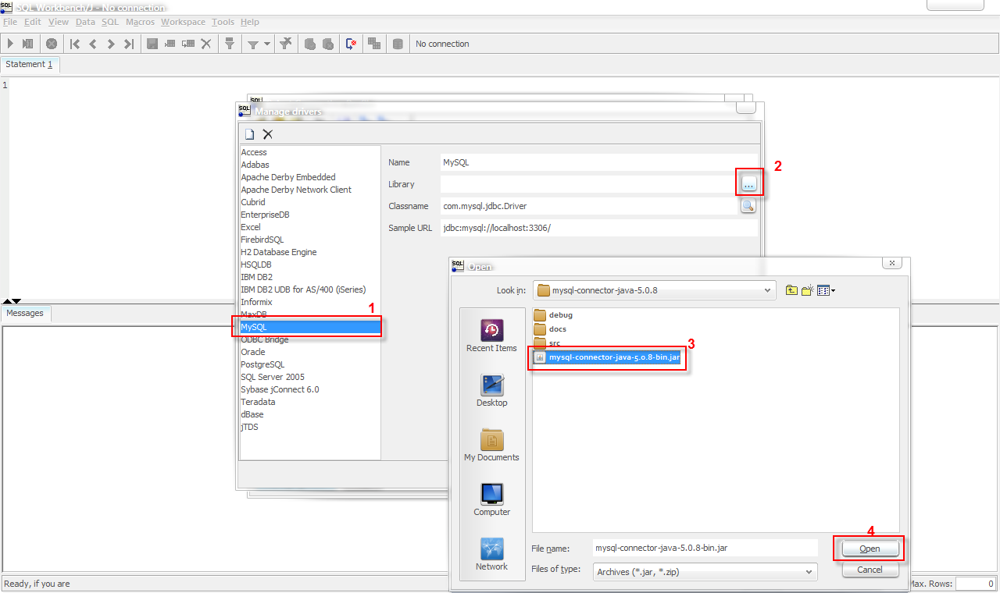 SQL Workbench/J - No connection
File Edit View Data SQL Macros Workspace Tools Help
No connection
Statement 1
1
SQL
SQL Manage drivers
Access
Adabas
Apache Derby Embedded
Apache Derby Network Client
Cubrid
EnterpriseDB
Excel
FirebirdSQL
H2 Database Engine
HSQLDB
IBM DB2
IBM DB2 UDB for AS/400 (iSeries)
Informix
MaxDB
MySQL
ODBC Bridge
Oracle
PostgreSQL
SQL Server 2005
Sybase jConnect 6.0
Teradata
dBase
jTDS
1
Name MySQL
Library ...
2
Classname com.mysql.jdbc.Driver
Sample URL jdbc:mysql://localhost:3306/
SQL Open
Look in: mysql-connector-java-5.0.8
Recent Items
Desktop
My Documents
Computer
Network
debug
docs
src
mysql-connector-java-5.0.8-bin.jar
3
File name: mysql-connector-java-5.0.8-bin.jar
Files of type: Archives (*.jar, *.zip)
4
Open
Cancel
Messages
Ready, if you are
Max. Rows: 0